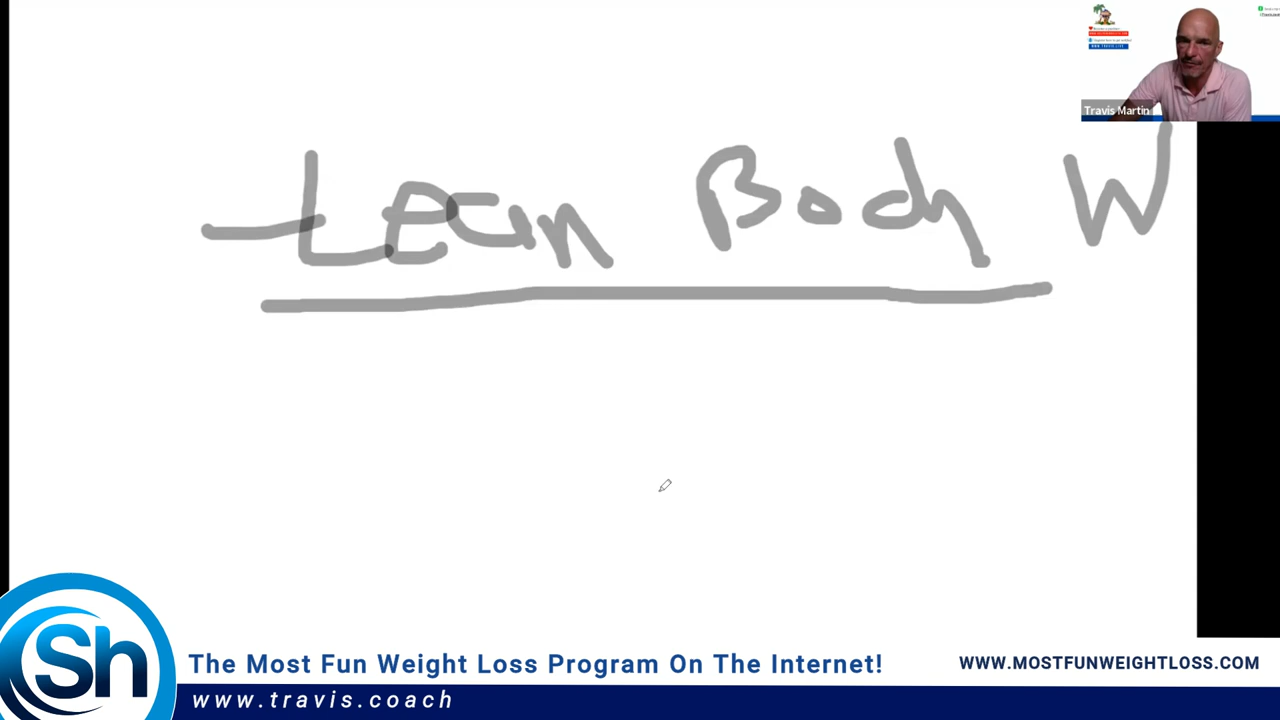 Travis Martin
Lean Body W
Sh
The Most Fun Weight Loss Program On The Internet!
WWW.MOSTFUNWEIGHTLOSS.COM
www.travis.coach